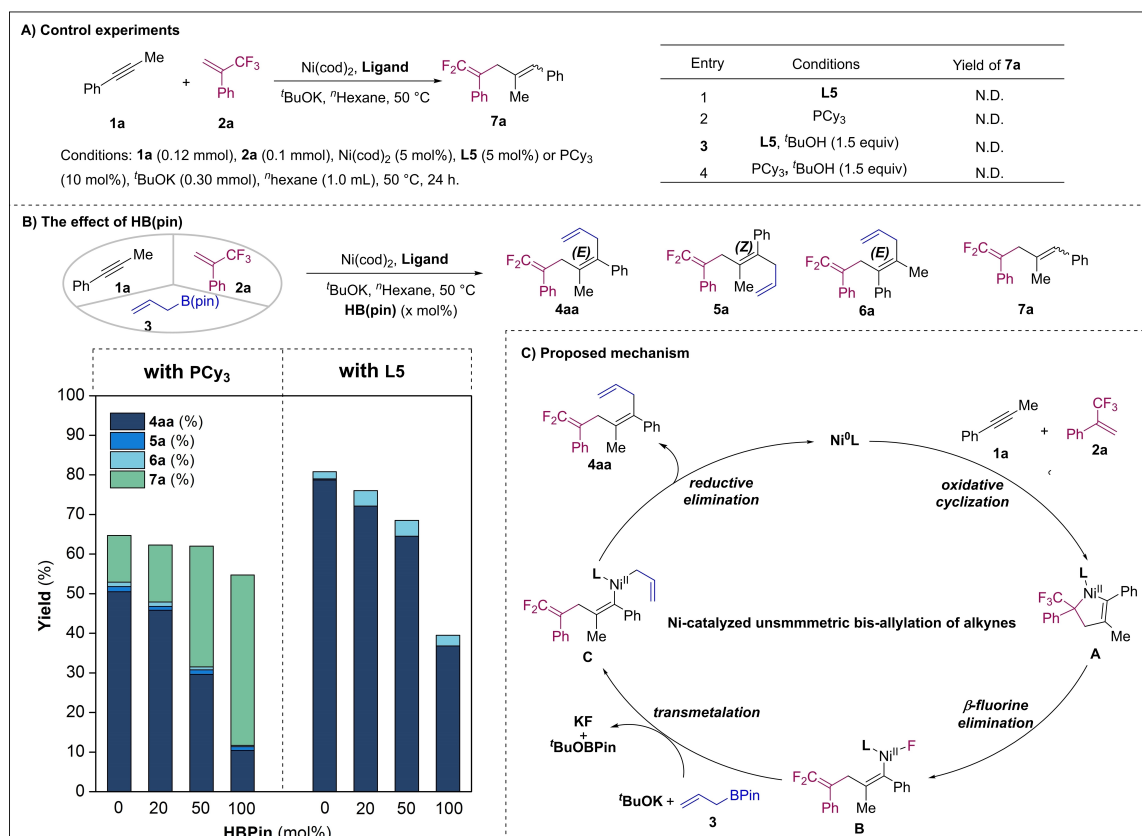 A) Control experiments
Me
Ph
1a
+
CF3
Ph
2a
Ni(cod)2, Ligand
tBuOK, nHexane, 50 °C
F2C
Ph
Me
Ph
7a
Conditions: 1a (0.12 mmol), 2a (0.1 mmol), Ni(cod)2 (5 mol%), L5 (5 mol%) or PCy3
(10 mol%), tBuOK (0.30 mmol), nhexane (1.0 mL), 50 °C, 24 h.
Entry Conditions Yield of 7a
1 L5 N.D.
2 PCy3 N.D.
3 L5, tBuOH (1.5 equiv) N.D.
4 PCy3, tBuOH (1.5 equiv) N.D.
B) The effect of HB(pin)
Me
Ph
1a
CF3
Ph
2a
B(pin)
3
Ni(cod)2, Ligand
tBuOK, nHexane, 50 °C
HB(pin) (x mol%)
F2C
(E)
Ph
Ph
Me
4aa
Ph
(Z)
F2C
Ph
Me
5a
F2C
(E)
Me
Ph
Ph
6a
F2C
Ph
Me
Ph
7a
with PCy3
with L5
4aa (%)
5a (%)
6a (%)
7a (%)
Yield (%)
100
90
80
70
60
50
40
30
20
10
0
0 20 50 100 0 20 50 100
HBPin (mol%)
C) Proposed mechanism
F2C
Ph
Ph
Me
4aa
Ni0L
Me
Ph
1a
+
CF3
Ph
2a
reductive
elimination
oxidative
cyclization
L
NiII
F2C
Ph
Ph
Me
C
Ni-catalyzed unsmmmetric bis-allylation of alkynes
L
NiII
F3C
Ph
Ph
Me
A
transmetalation
β-fluorine
elimination
KF
+
tBuOBPin
tBuOK +
BPin
3
L
NiII
F
F2C
Ph
Ph
Me
B